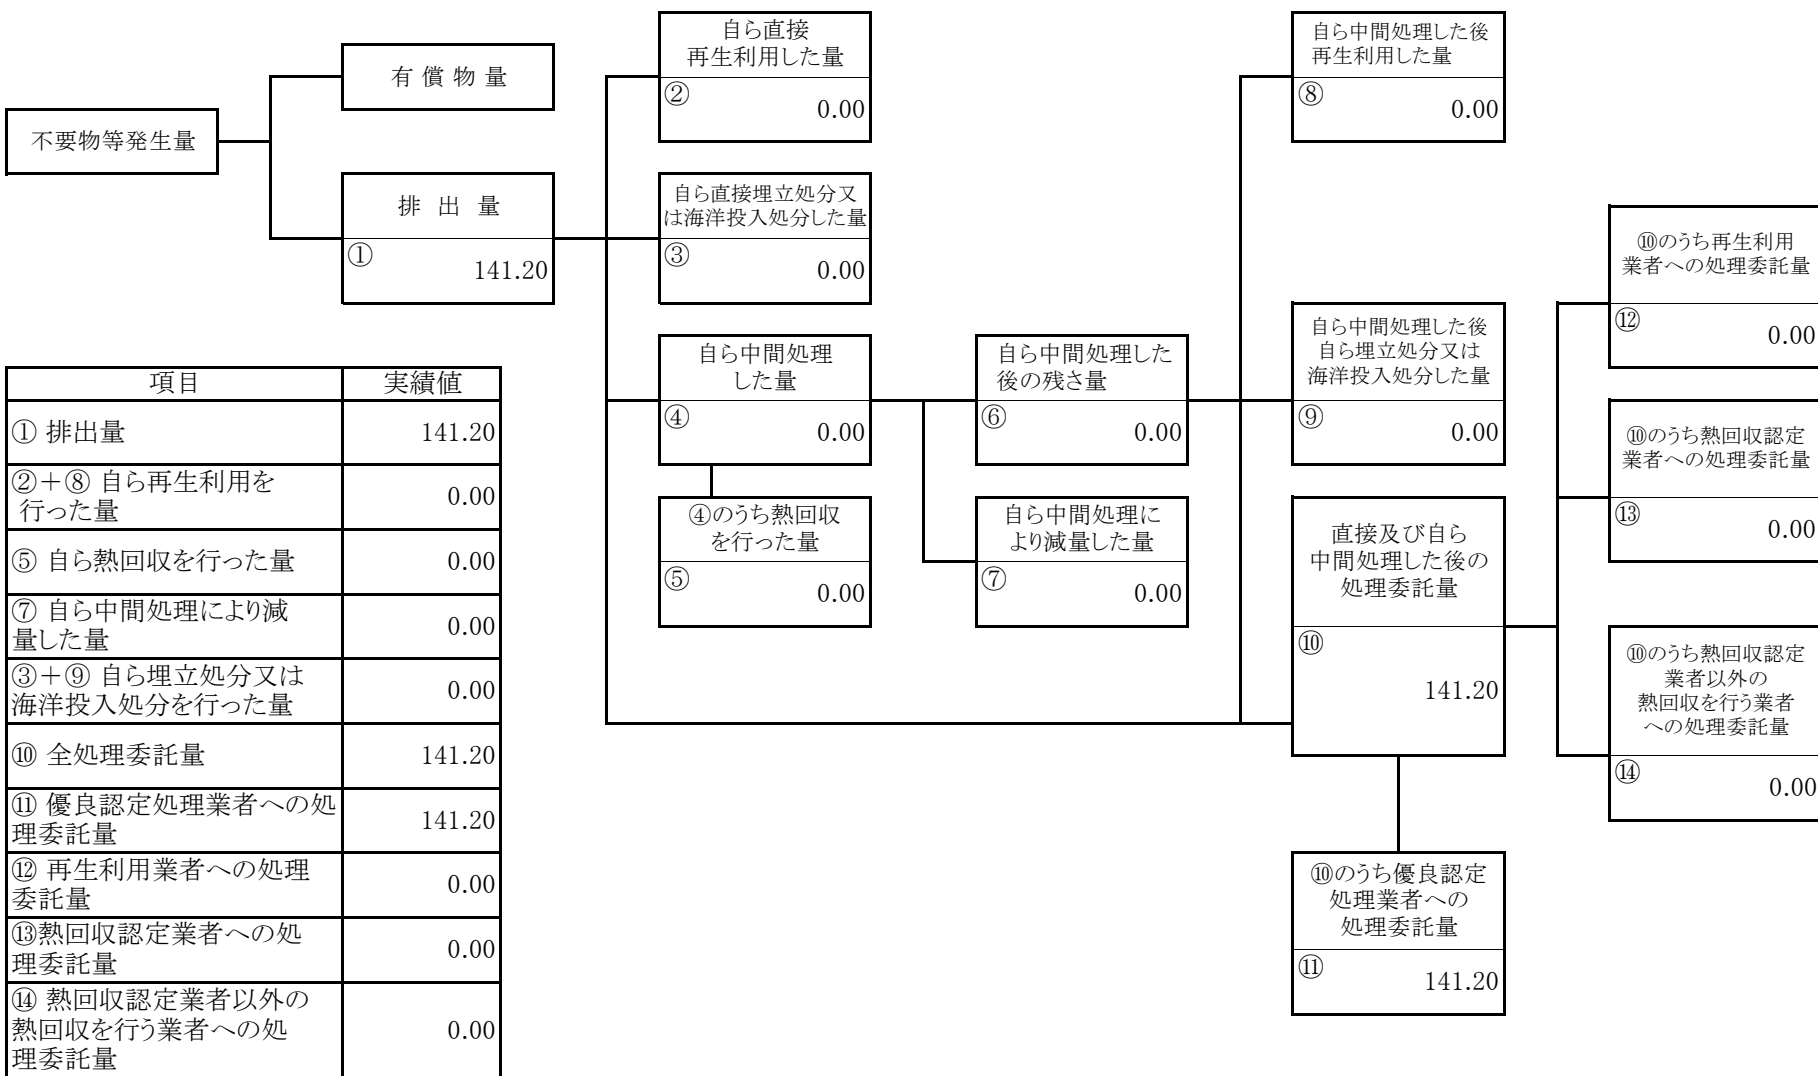 不要物等発生量
有償物量
排出量
①
141.20
自ら直接
再生利用した量
②
0.00
自ら直接埋立処分又
は海洋投入処分した量
③
0.00
自ら中間処理
した量
④
0.00
④のうち熱回収
を行った量
⑤
0.00
自ら中間処理した
後の残さ量
⑥
0.00
自ら中間処理に
より減量した量
⑦
0.00
自ら中間処理した後
再生利用した量
⑧
0.00
自ら中間処理した後
自ら埋立処分又は
海洋投入処分した量
⑨
0.00
直接及び自ら
中間処理した後の
処理委託量
⑩
141.20
⑩のうち優良認定
処理業者への
処理委託量
⑪
141.20
⑩のうち再生利用
業者への処理委託量
⑫
0.00
⑩のうち熱回収認定
業者への処理委託量
⑬
0.00
⑩のうち熱回収認定
業者以外の
熱回収を行う業者
への処理委託量
⑭
0.00
項目 実績値
① 排出量 141.20
②+⑧ 自ら再生利用を
行った量 0.00
⑤ 自ら熱回収を行った量 0.00
⑦ 自ら中間処理により減
量した量 0.00
③+⑨ 自ら埋立処分又は
海洋投入処分を行った量 0.00
⑩ 全処理委託量 141.20
⑪ 優良認定処理業者への処
理委託量 141.20
⑫ 再生利用業者への処理
委託量 0.00
⑬熱回収認定業者への処
理委託量 0.00
⑭ 熱回収認定業者以外の
熱回収を行う業者への処
理委託量 0.00